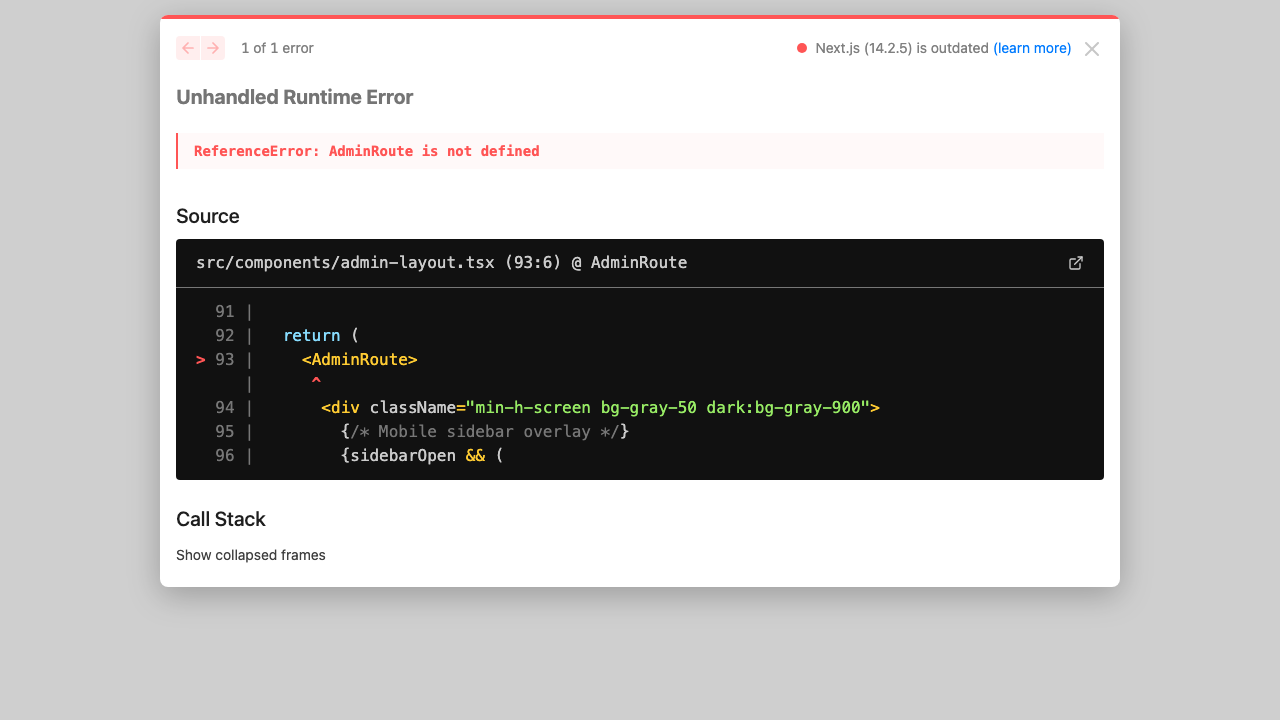 1 of 1 error
Next.js (14.2.5) is outdated (learn more)
Unhandled Runtime Error
ReferenceError: AdminRoute is not defined
Source
src/components/admin-layout.tsx (93:6) @ AdminRoute
91 |
92 |   return (
> 93 |     <AdminRoute>
|      ^
94 |       <div className="min-h-screen bg-gray-50 dark:bg-gray-900">
95 |         {/* Mobile sidebar overlay */}
96 |         {sidebarOpen && (
Call Stack
Show collapsed frames